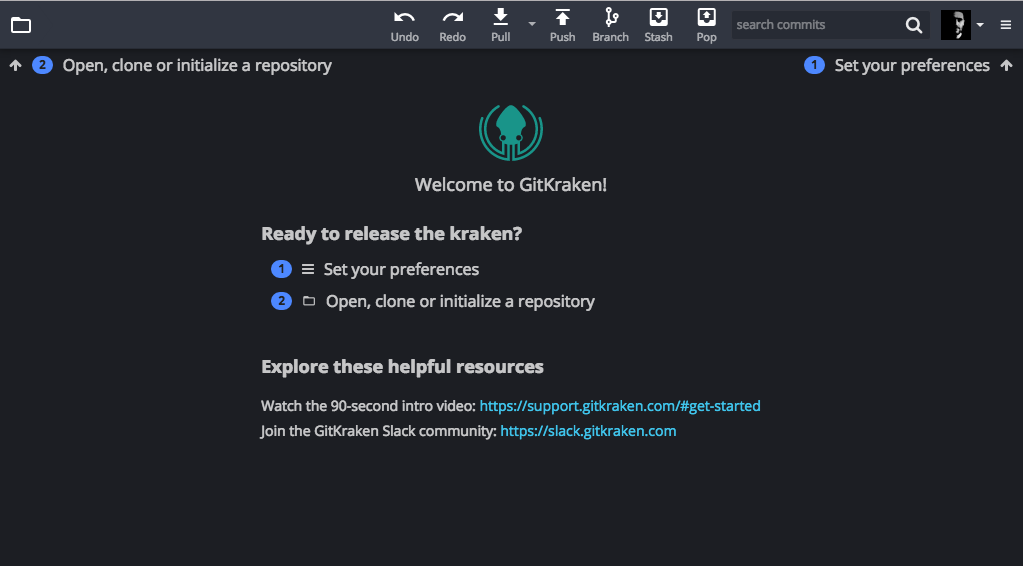 Undo Redo Pull Push Branch Stash Pop search commits
2 Open, clone or initialize a repository 1 Set your preferences
Welcome to GitKraken!
Ready to release the kraken?
1 Set your preferences
2 Open, clone or initialize a repository
Explore these helpful resources
Watch the 90-second intro video: https://support.gitkraken.com/#get-started
Join the GitKraken Slack community: https://slack.gitkraken.com